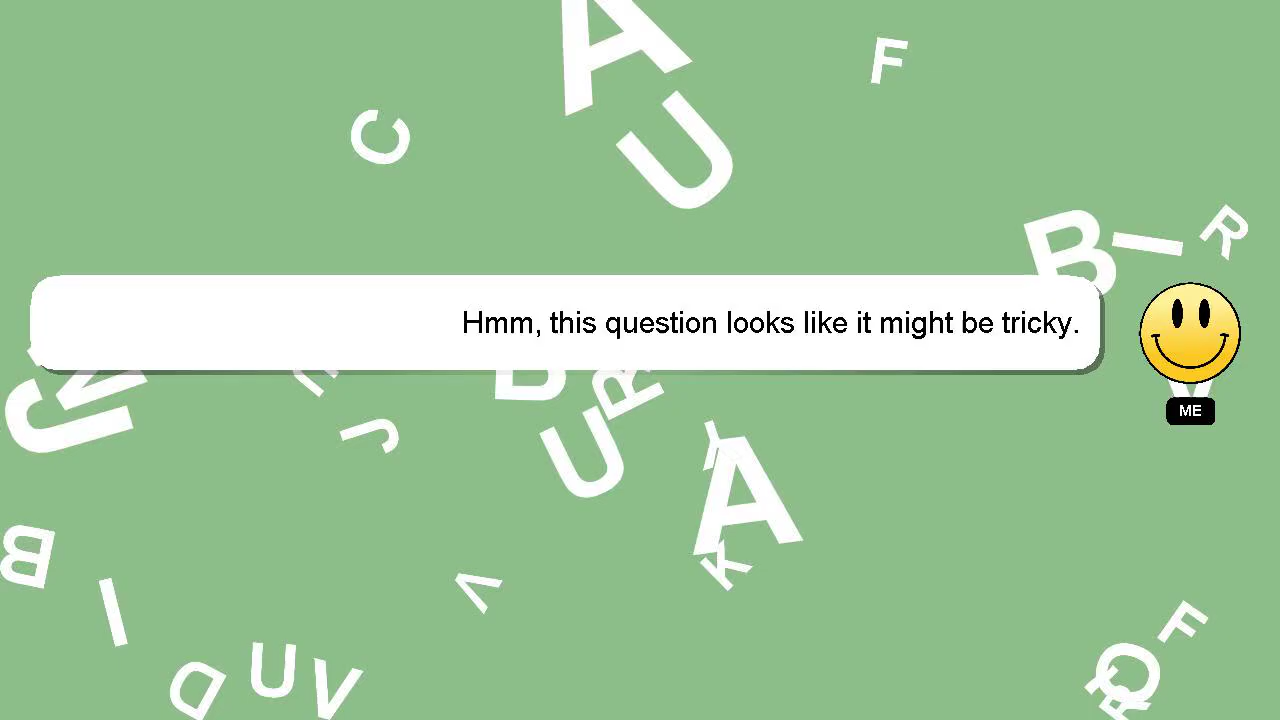 A
F
C
U
B
I
R
Hmm, this question looks like it might be tricky.
ME
J
B
R
U
J
A
K
B
I
V
F
D
U
V
Q
R